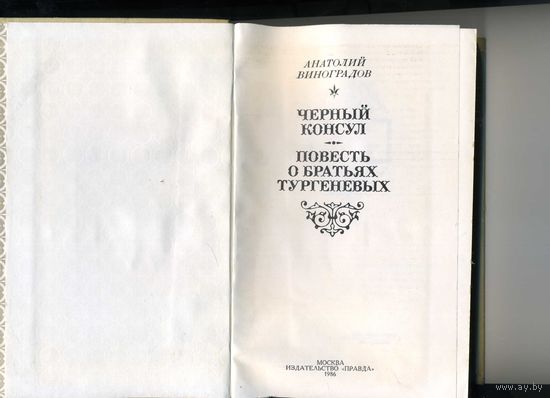 АНАТОЛИЙ
ВИНОГРАДОВ
ЧЕРНЫЙ
КОНСУЛ
ПОВЕСТЬ
О БРАТЬЯХ
ТУРГЕНЕВЫХ
МОСКВА
ИЗДАТЕЛЬСТВО «ПРАВДА»
1986
www.ay.by